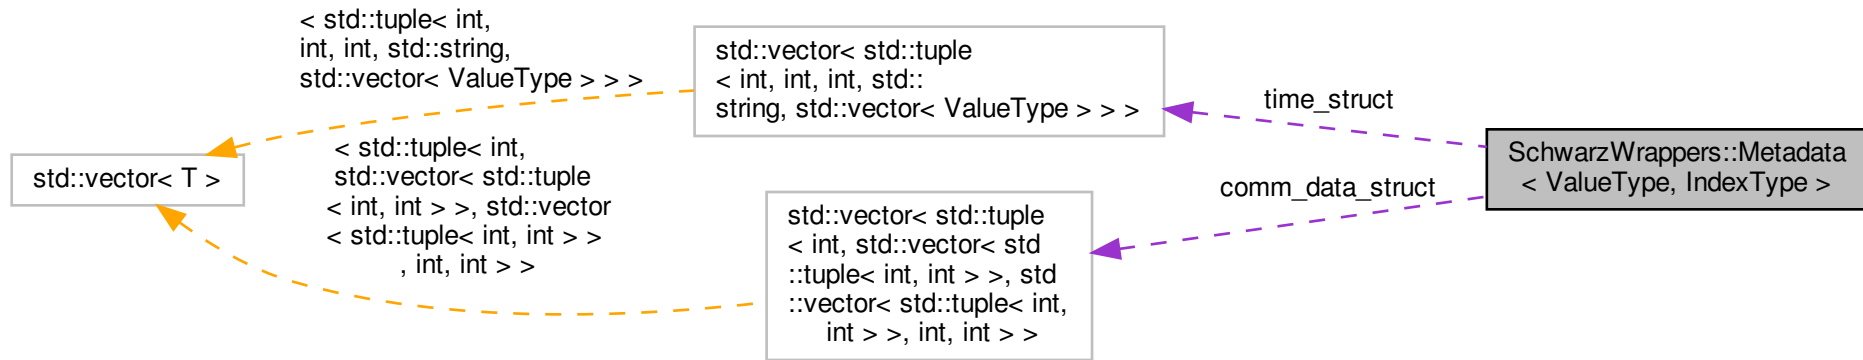 < std::tuple< int,
int, int, std::string,
std::vector< ValueType > > >
std::vector< std::tuple
< int, int, int, std::
string, std::vector< ValueType > > >
time_struct
std::vector< T >
< std::tuple< int,
std::vector< std::tuple
< int, int > >, std::vector
< std::tuple< int, int > >
, int, int > >
std::vector< std::tuple
< int, std::vector< std
::tuple< int, int > >, std
::vector< std::tuple< int,
int > >, int, int > >
comm_data_struct
SchwarzWrappers::Metadata
< ValueType, IndexType >